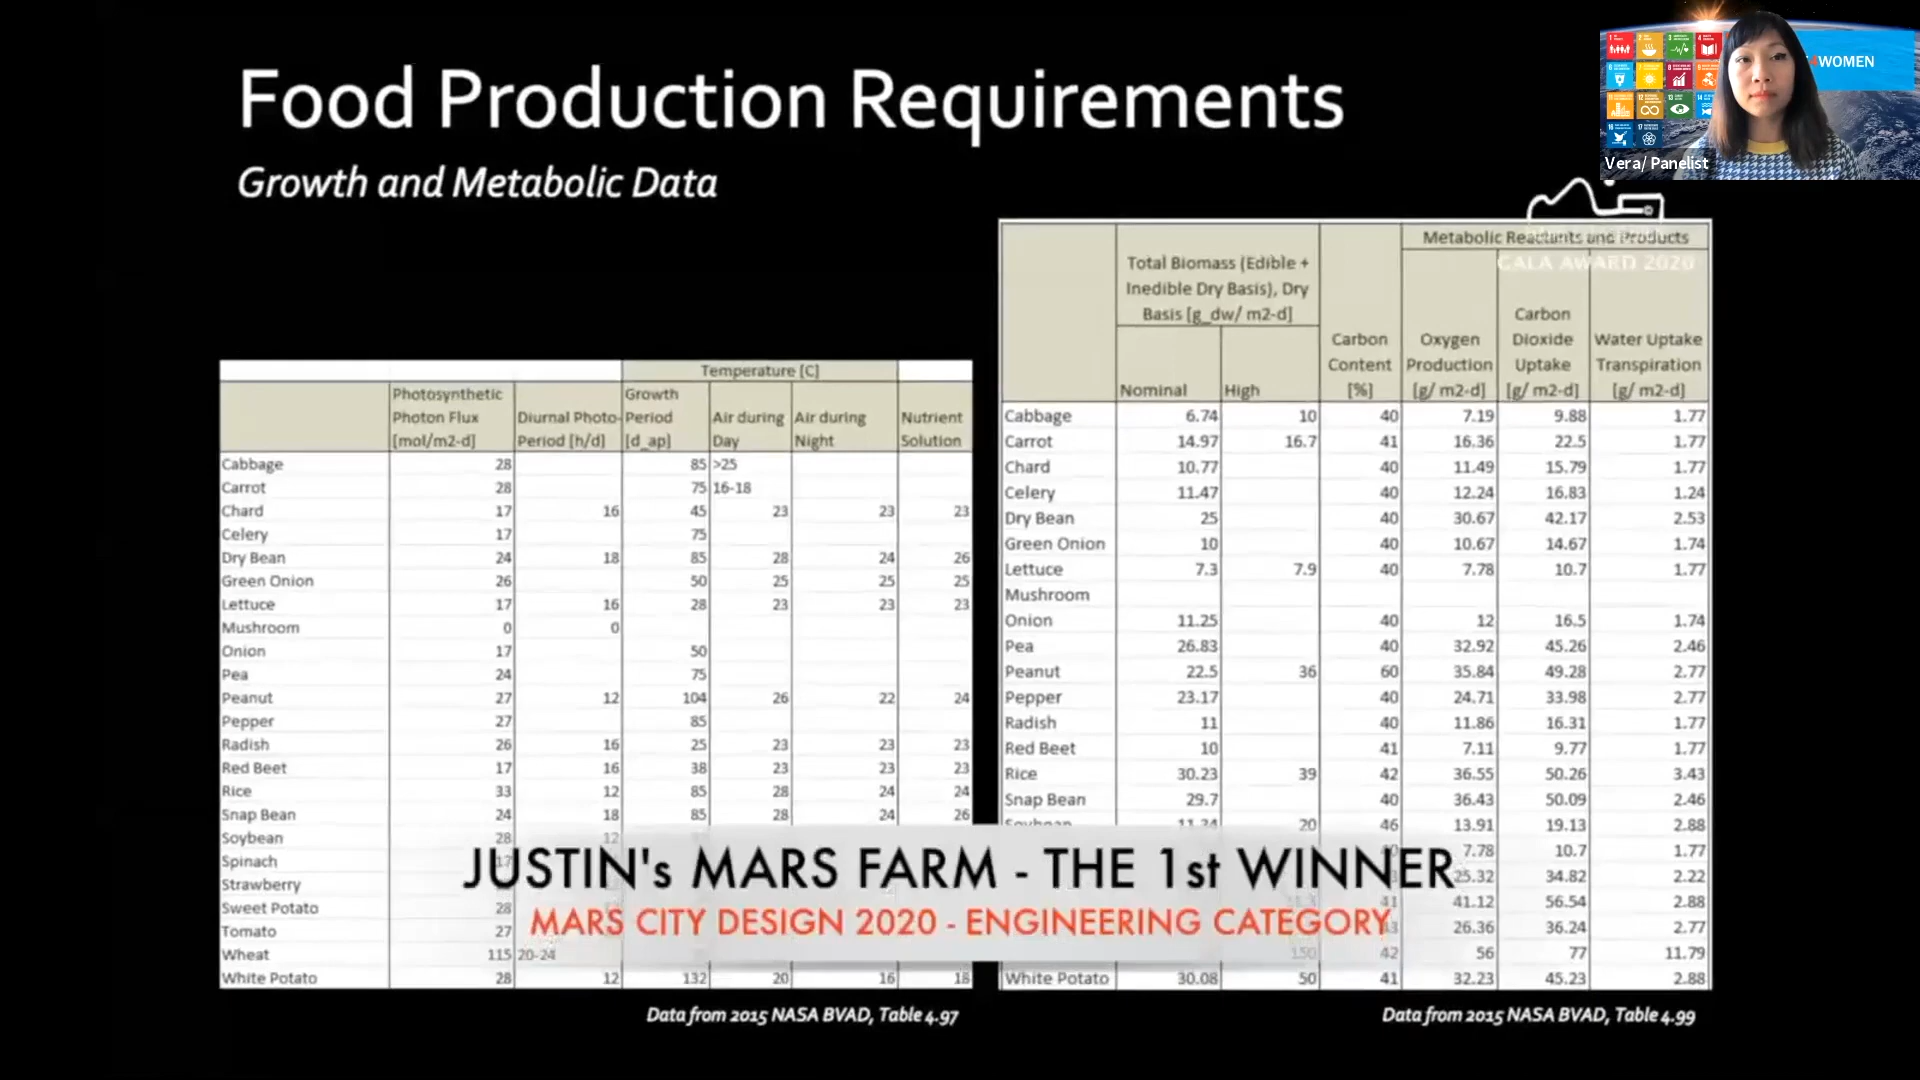 Food Production Requirements
Growth and Metabolic Data
4WOMEN
Vera/ Panelist
GALA AWARD 2020
Temperature [C]
Photosynthetic Photon Flux [mol/m2-d] Diurnal Photo-Period [h/d] Growth Period [d_ap] Air during Day Air during Night Nutrient Solution
Cabbage 28 85 >25
Carrot 28 75 16-18
Chard 17 16 45 23 23 23
Celery 17 75
Dry Bean 24 18 85 28 24 26
Green Onion 26 50 25 25 25
Lettuce 17 16 28 23 23 23
Mushroom 0 0
Onion 17 50
Pea 24 75
Peanut 27 12 104 26 22 24
Pepper 27 85
Radish 26 16 25 23 23 23
Red Beet 17 16 38 23 23 23
Rice 33 12 85 28 24 24
Snap Bean 24 18 85 28 24 26
Soybean 28 12
Spinach 17
Strawberry
Sweet Potato 28
Tomato 27
Wheat 115 20-24
White Potato 28 12 132 20 16 18
Data from 2015 NASA BVAD, Table 4.97
Metabolic Reactants and Products
Total Biomass (Edible + Inedible Dry Basis), Dry Basis [g_dw/ m2-d]
Nominal High Carbon Content [%] Oxygen Production [g/ m2-d] Carbon Dioxide Uptake [g/ m2-d] Water Uptake Transpiration [g/ m2-d]
Cabbage 6.74 10 40 7.19 9.88 1.77
Carrot 14.97 16.7 41 16.36 22.5 1.77
Chard 10.77 40 11.49 15.79 1.77
Celery 11.47 40 12.24 16.83 1.24
Dry Bean 25 40 30.67 42.17 2.53
Green Onion 10 40 10.67 14.67 1.74
Lettuce 7.3 7.9 40 7.78 10.7 1.77
Mushroom
Onion 11.25 40 12 16.5 1.74
Pea 26.83 40 32.92 45.26 2.46
Peanut 22.5 36 60 35.84 49.28 2.77
Pepper 23.17 40 24.71 33.98 2.77
Radish 11 40 11.86 16.31 1.77
Red Beet 10 41 7.11 9.77 1.77
Rice 30.23 39 42 36.55 50.26 3.43
Snap Bean 29.7 40 36.43 50.09 2.46
Soybean 11.34 20 46 13.91 19.13 2.88
7.78 10.7 1.77
25.32 34.82 2.22
41 41.12 56.54 2.88
26.36 36.24 2.77
150 42 56 77 11.79
White Potato 30.08 50 41 32.23 45.23 2.88
Data from 2015 NASA BVAD, Table 4.99
JUSTIN's MARS FARM - THE 1st WINNER
MARS CITY DESIGN 2020 - ENGINEERING CATEGORY